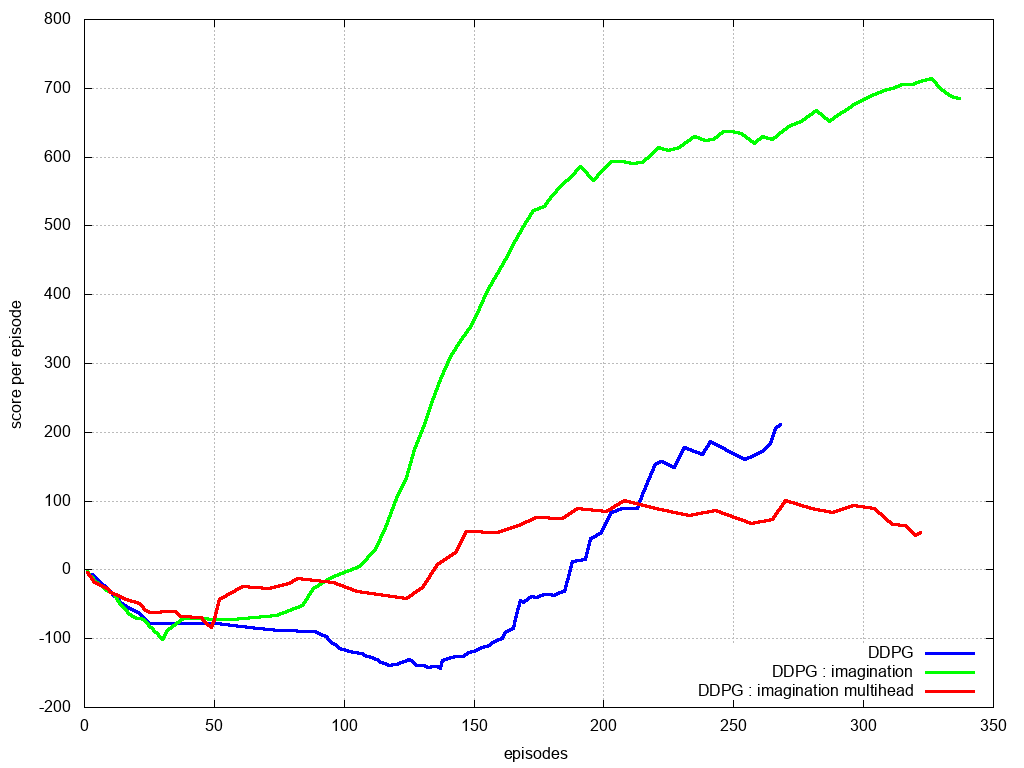 800
700
600
500
400
300
200
100
0
-100
-200
score per episode
0 50 100 150 200 250 300 350
episodes
DDPG
DDPG : imagination
DDPG : imagination multihead